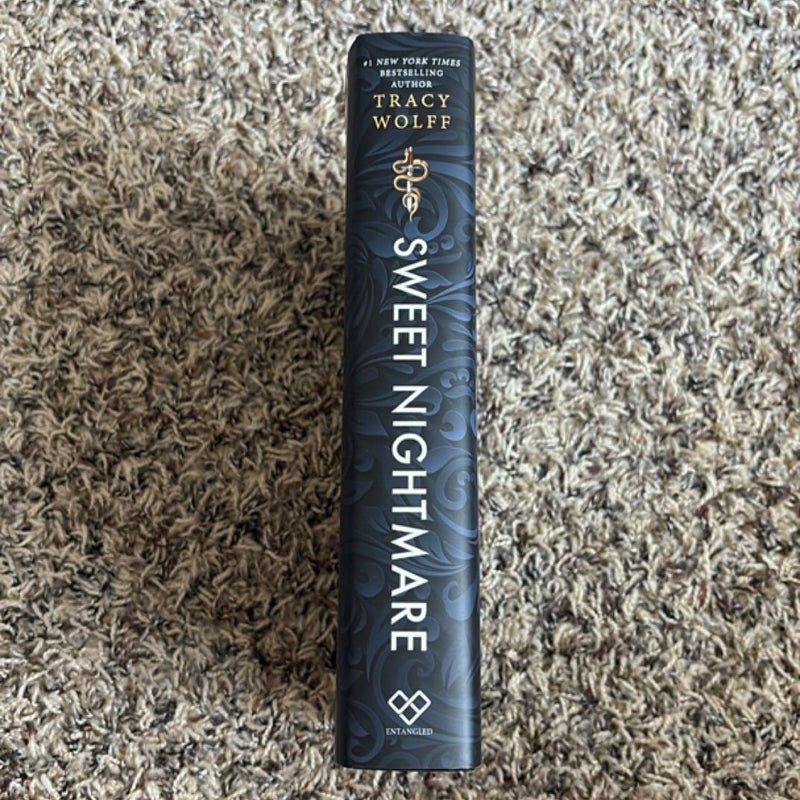 #1 NEW YORK TIMES
BESTSELLING
AUTHOR
TRACY
WOLFF
SWEET NIGHTMARE
ENTANGLED